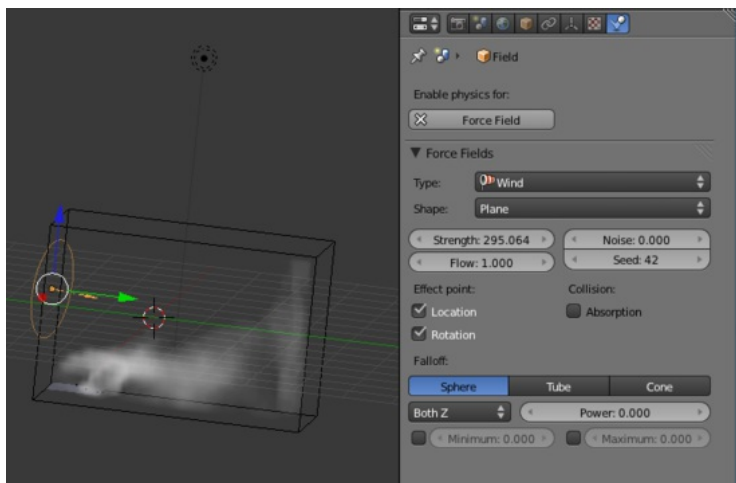 Field
Enable physics for:
Force Field
Force Fields
Type: Wind
Shape: Plane
Strength: 295.064 Noise: 0.000
Flow: 1.000 Seed: 42
Effect point: Collision:
Location Absorption
Rotation
Falloff:
Sphere Tube Cone
Both Z Power: 0.000
Minimum: 0.000 Maximum: 0.000